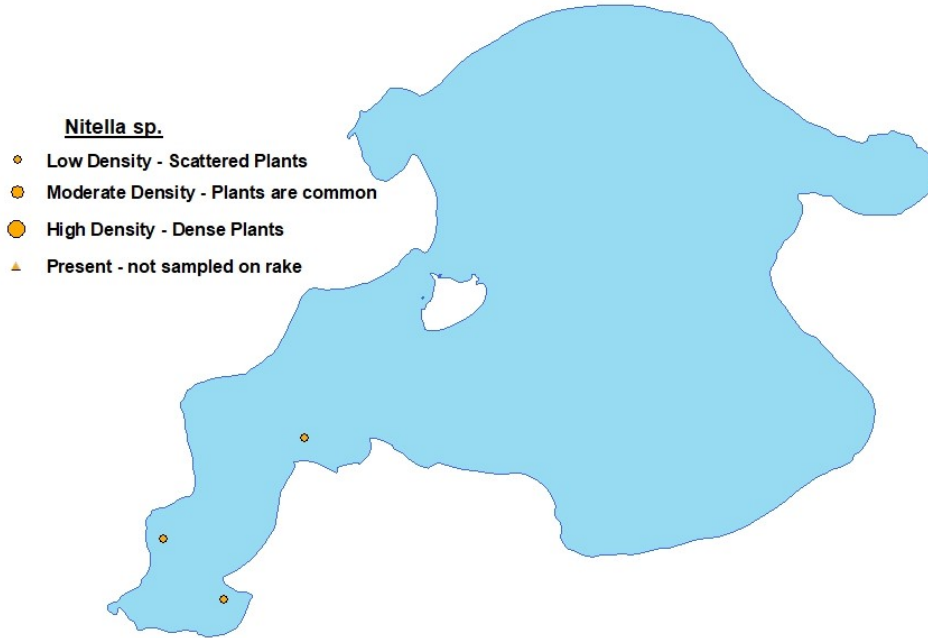 Nitella sp.
Low Density - Scattered Plants
Moderate Density - Plants are common
High Density - Dense Plants
Present - not sampled on rake